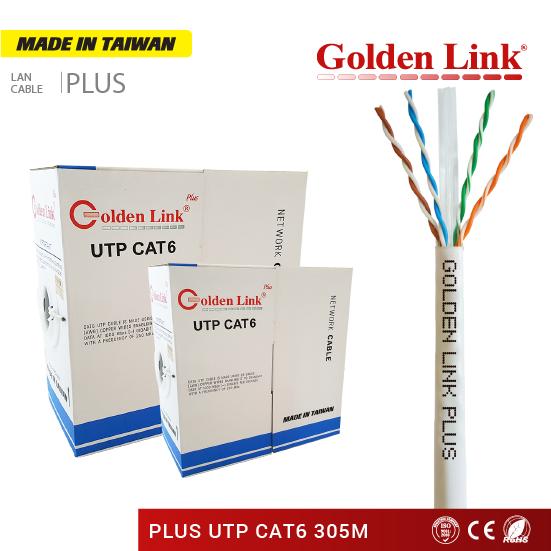 MADE IN TAIWAN
LAN
CABLE
PLUS
Golden Link®
Plus
Golden Link®
UTP CAT6
NETWORK CABLE
Plus
Golden Link®
UTP CAT6
NETWORK CABLE
MADE IN TAIWAN
GOLDEN LINK PLUS
PLUS UTP CAT6 305M
CE
RoHS